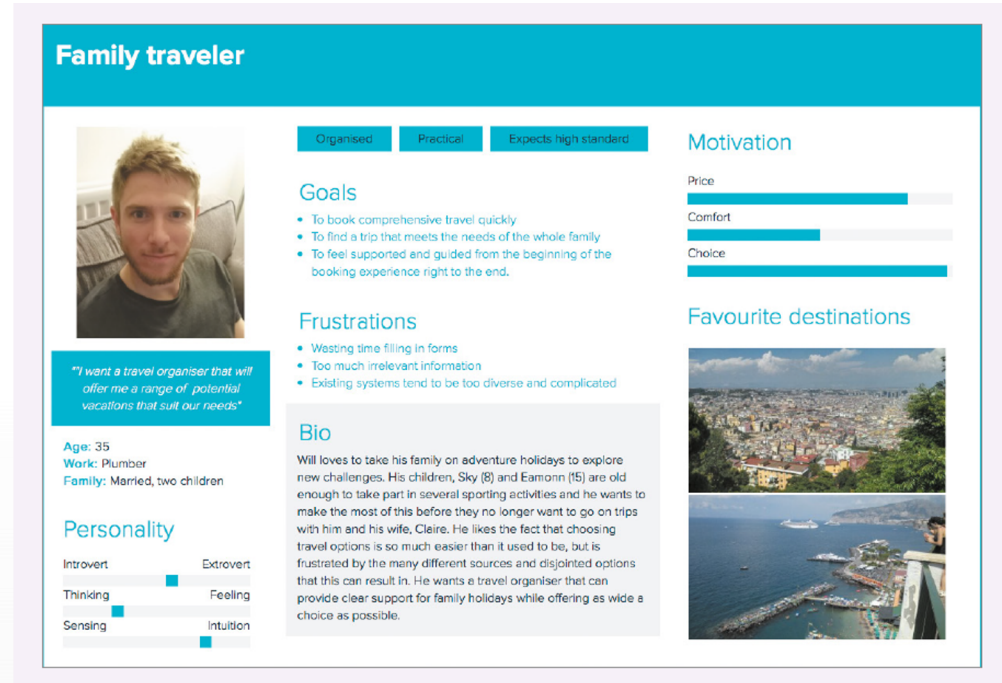 Family traveler
""I want a travel organiser that will
offer me a range of potential
vacations that suit our needs"
Age: 35
Work: Plumber
Family: Married, two children
Personality
Introvert Extrovert
Thinking Feeling
Sensing Intuition
Organised Practical Expects high standard
Goals
• To book comprehensive travel quickly
• To find a trip that meets the needs of the whole family
• To feel supported and guided from the beginning of the
booking experience right to the end.
Frustrations
• Wasting time filling in forms
• Too much irrelevant information
• Existing systems tend to be too diverse and complicated
Bio
Will loves to take his family on adventure holidays to explore
new challenges. His children, Sky (8) and Eamonn (15) are old
enough to take part in several sporting activities and he wants to
make the most of this before they no longer want to go on trips
with him and his wife, Claire. He likes the fact that choosing
travel options is so much easier than it used to be, but is
frustrated by the many different sources and disjointed options
that this can result in. He wants a travel organiser that can
provide clear support for family holidays while offering as wide a
choice as possible.
Motivation
Price
Comfort
Choice
Favourite destinations